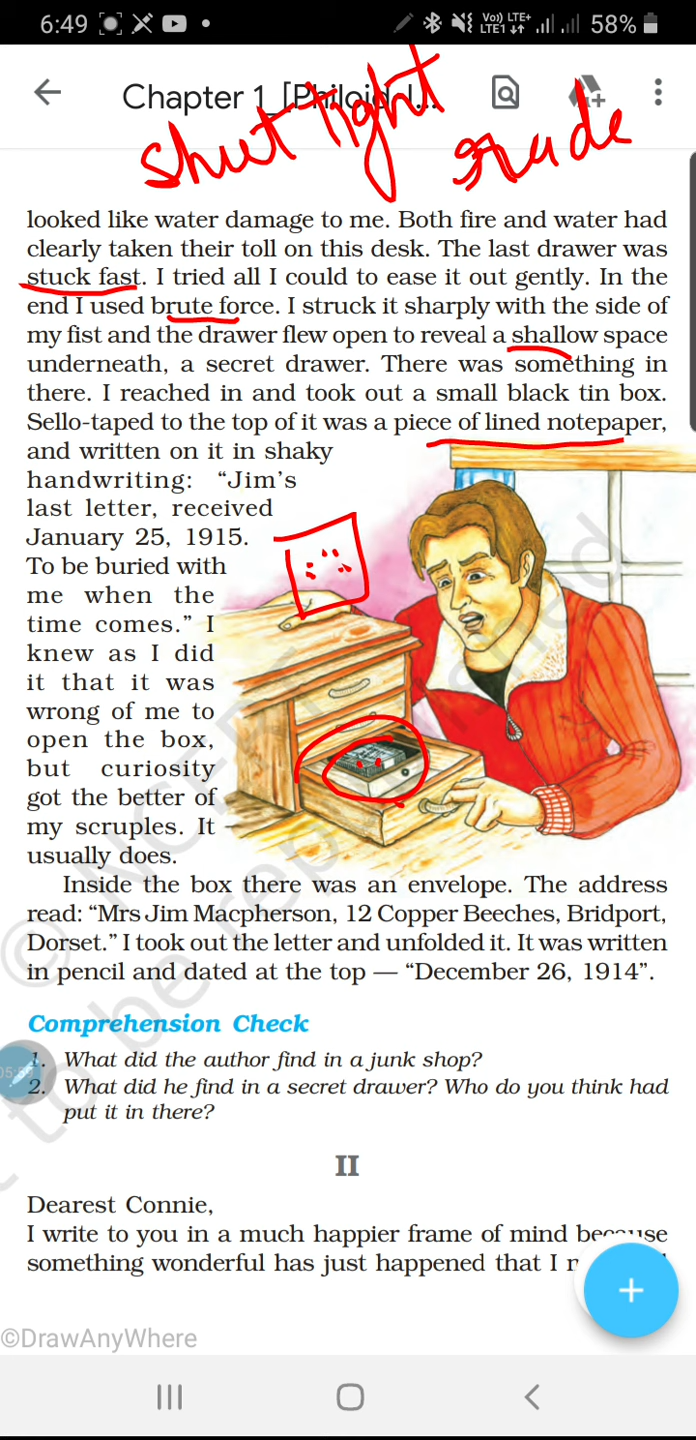 6:49
Vo)) LTE+
LTE1 58%
Chapter 1_[Philoid_I...
shut tight rude
looked like water damage to me. Both fire and water had
clearly taken their toll on this desk. The last drawer was
stuck fast. I tried all I could to ease it out gently. In the
end I used brute force. I struck it sharply with the side of
my fist and the drawer flew open to reveal a shallow space
underneath, a secret drawer. There was something in
there. I reached in and took out a small black tin box.
Sello-taped to the top of it was a piece of lined notepaper,
and written on it in shaky
handwriting: “Jim’s
last letter, received
January 25, 1915.
To be buried with
me when the
time comes.” I
knew as I did
it that it was
wrong of me to
open the box,
but curiosity
got the better of
my scruples. It
usually does.
Inside the box there was an envelope. The address
read: “Mrs Jim Macpherson, 12 Copper Beeches, Bridport,
Dorset.” I took out the letter and unfolded it. It was written
in pencil and dated at the top — “December 26, 1914”.
Comprehension Check
1. What did the author find in a junk shop?
2. What did he find in a secret drawer? Who do you think had
put it in there?
II
Dearest Connie,
I write to you in a much happier frame of mind because
something wonderful has just happened that I
©DrawAnyWhere